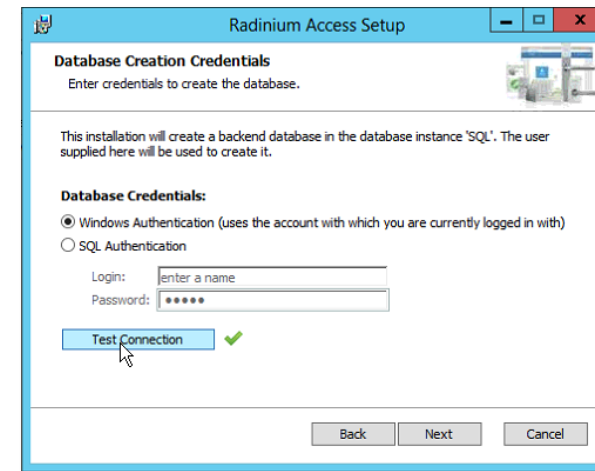 Radinium Access Setup
Database Creation Credentials
Enter credentials to create the database.
This installation will create a backend database in the database instance 'SQL'. The user
supplied here will be used to create it.
Database Credentials:
Windows Authentication (uses the account with which you are currently logged in with)
SQL Authentication
Login: enter a name
Password: •••••
Test Connection
Back Next Cancel